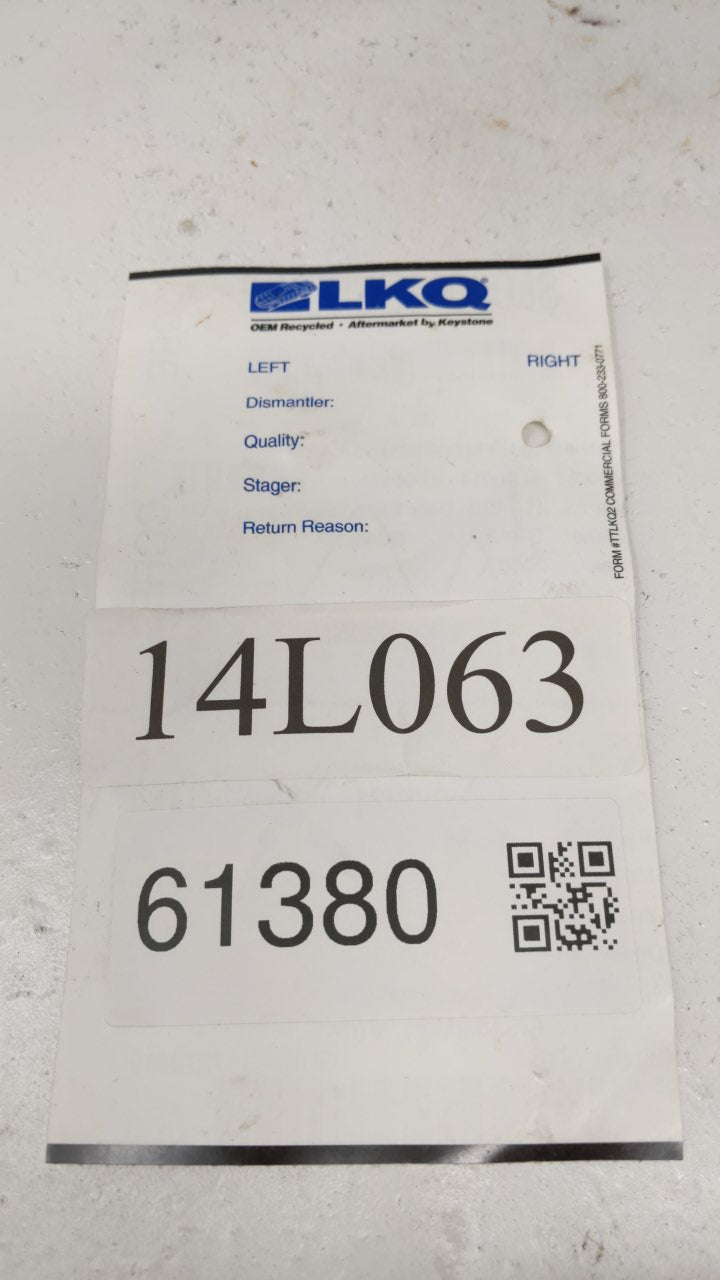 LKQ®
OEM Recycled • Aftermarket by Keystone
LEFT RIGHT
Dismantler:
Quality:
Stager:
Return Reason:
FORM #T7LKQ2 COMMERCIAL FORMS 800-233-0771
14L063
61380